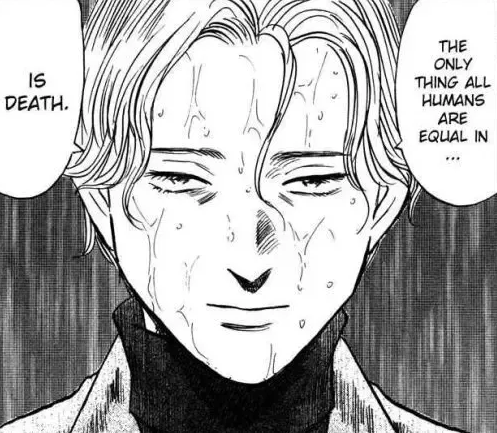 THE
ONLY
THING ALL
HUMANS
ARE
EQUAL IN
...
IS
DEATH.